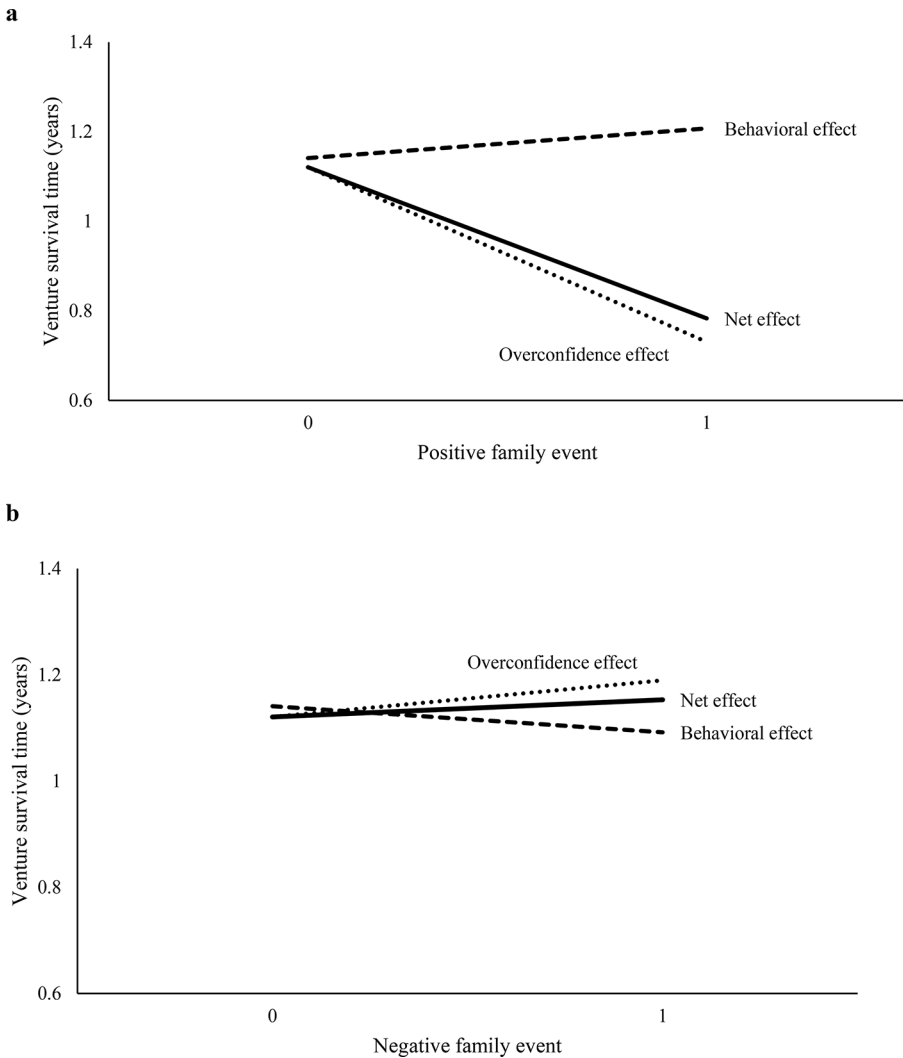 a
Venture survival time (years)
1.4
1.2
1
0.8
0.6
Behavioral effect
Net effect
Overconfidence effect
0
1
Positive family event
b
Venture survival time (years)
1.4
1.2
1
0.8
0.6
Overconfidence effect
Net effect
Behavioral effect
0
1
Negative family event